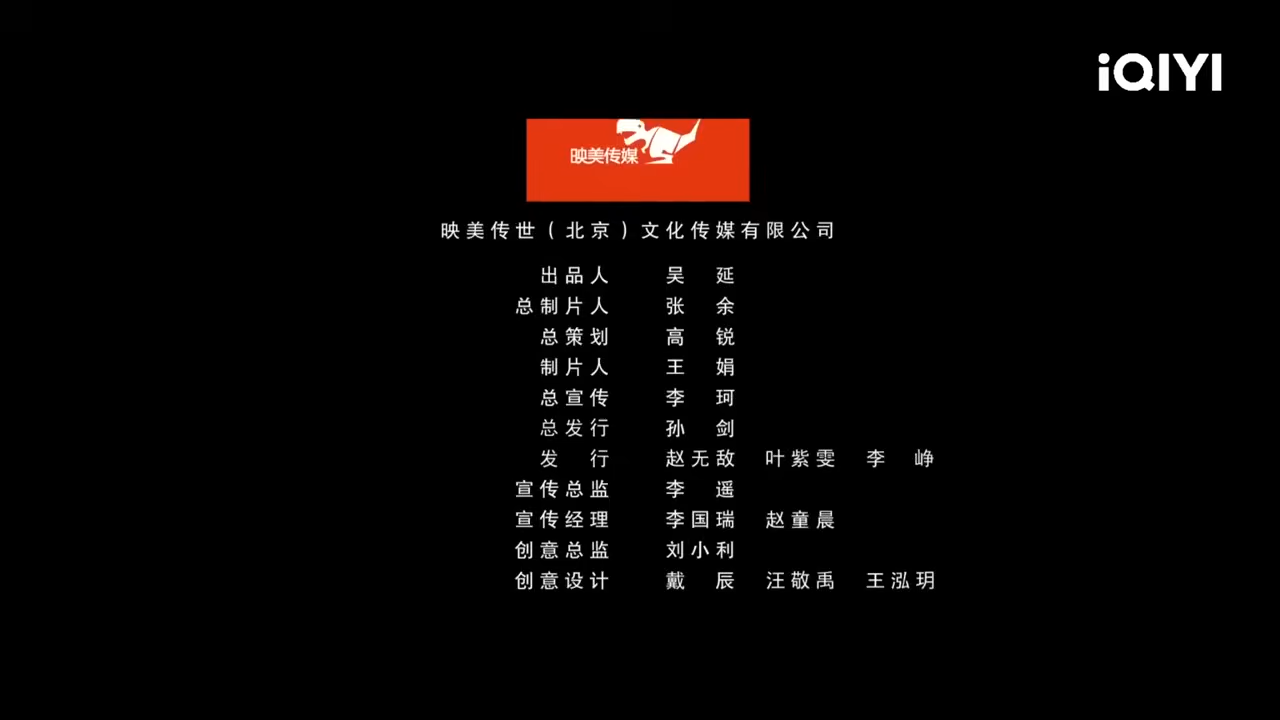 iQIYI
映美传媒
映美传世（北京）文化传媒有限公司
出品人 吴延
总制片人 张余
总策划 高锐
制片人 王娟
总宣传 李珂
总发行 孙剑
发行 赵无敌 叶紫雯 李峥
宣传总监 李遥
宣传经理 李国瑞 赵童晨
创意总监 刘小利
创意设计 戴辰 汪敬禹 王泓玥